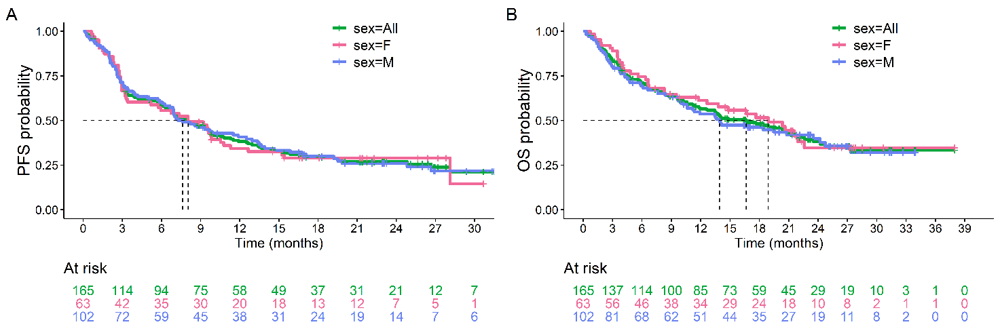 A
sex=All
sex=F
sex=M
PFS probability
1.00
0.75
0.50
0.25
0.00
0 3 6 9 12 15 18 21 24 27 30
Time (months)
At risk
165 114 94 75 58 49 37 31 21 12 7
63 42 35 30 20 18 13 12 7 5 1
102 72 59 45 38 31 24 19 14 7 6
B
sex=All
sex=F
sex=M
OS probability
1.00
0.75
0.50
0.25
0.00
0 3 6 9 12 15 18 21 24 27 30 33 36 39
Time (months)
At risk
165 137 114 100 85 73 59 45 29 19 10 3 1 0
63 56 46 38 34 29 24 18 10 8 2 1 1 0
102 81 68 62 51 44 35 27 19 11 8 2 0 0